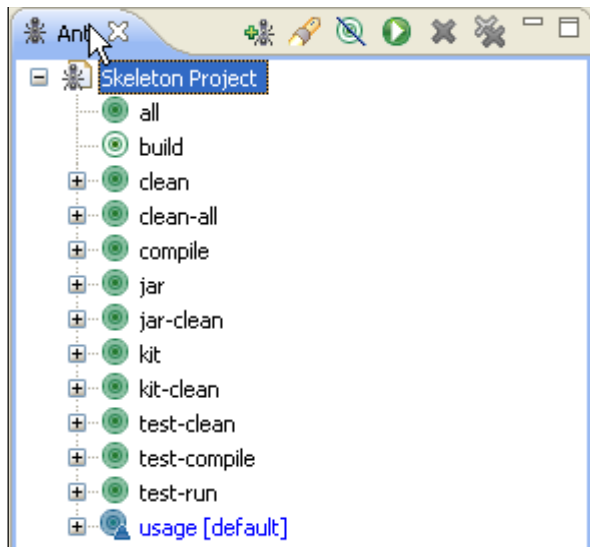 Ant
Skeleton Project
all
build
clean
clean-all
compile
jar
jar-clean
kit
kit-clean
test-clean
test-compile
test-run
usage [default]